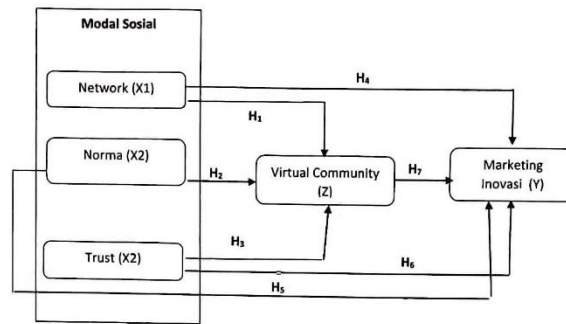 Modal Sosial
Network (X1)
H4
H1
Norma (X2)
H2
Virtual Community
(Z)
H7
Marketing
Inovasi (Y)
H3
Trust (X2)
H6
H5